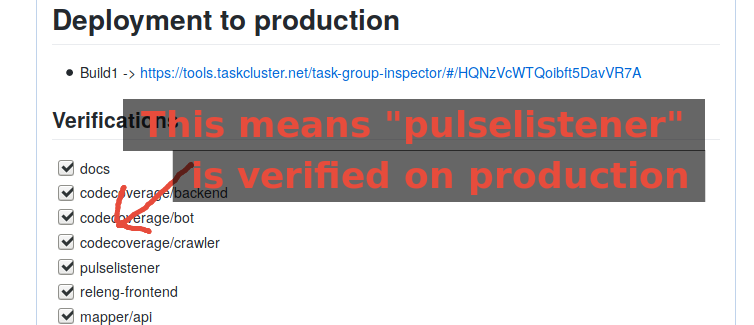 Deployment to production
Build1 -> https://tools.taskcluster.net/task-group-inspector/#/HQNzVcWTQoibft5DavVR7A
Verifications
This means "pulselistener"
is verified on production
docs
codecoverage/backend
codecoverage/bot
codecoverage/crawler
pulselistener
releng-frontend
mapper/api